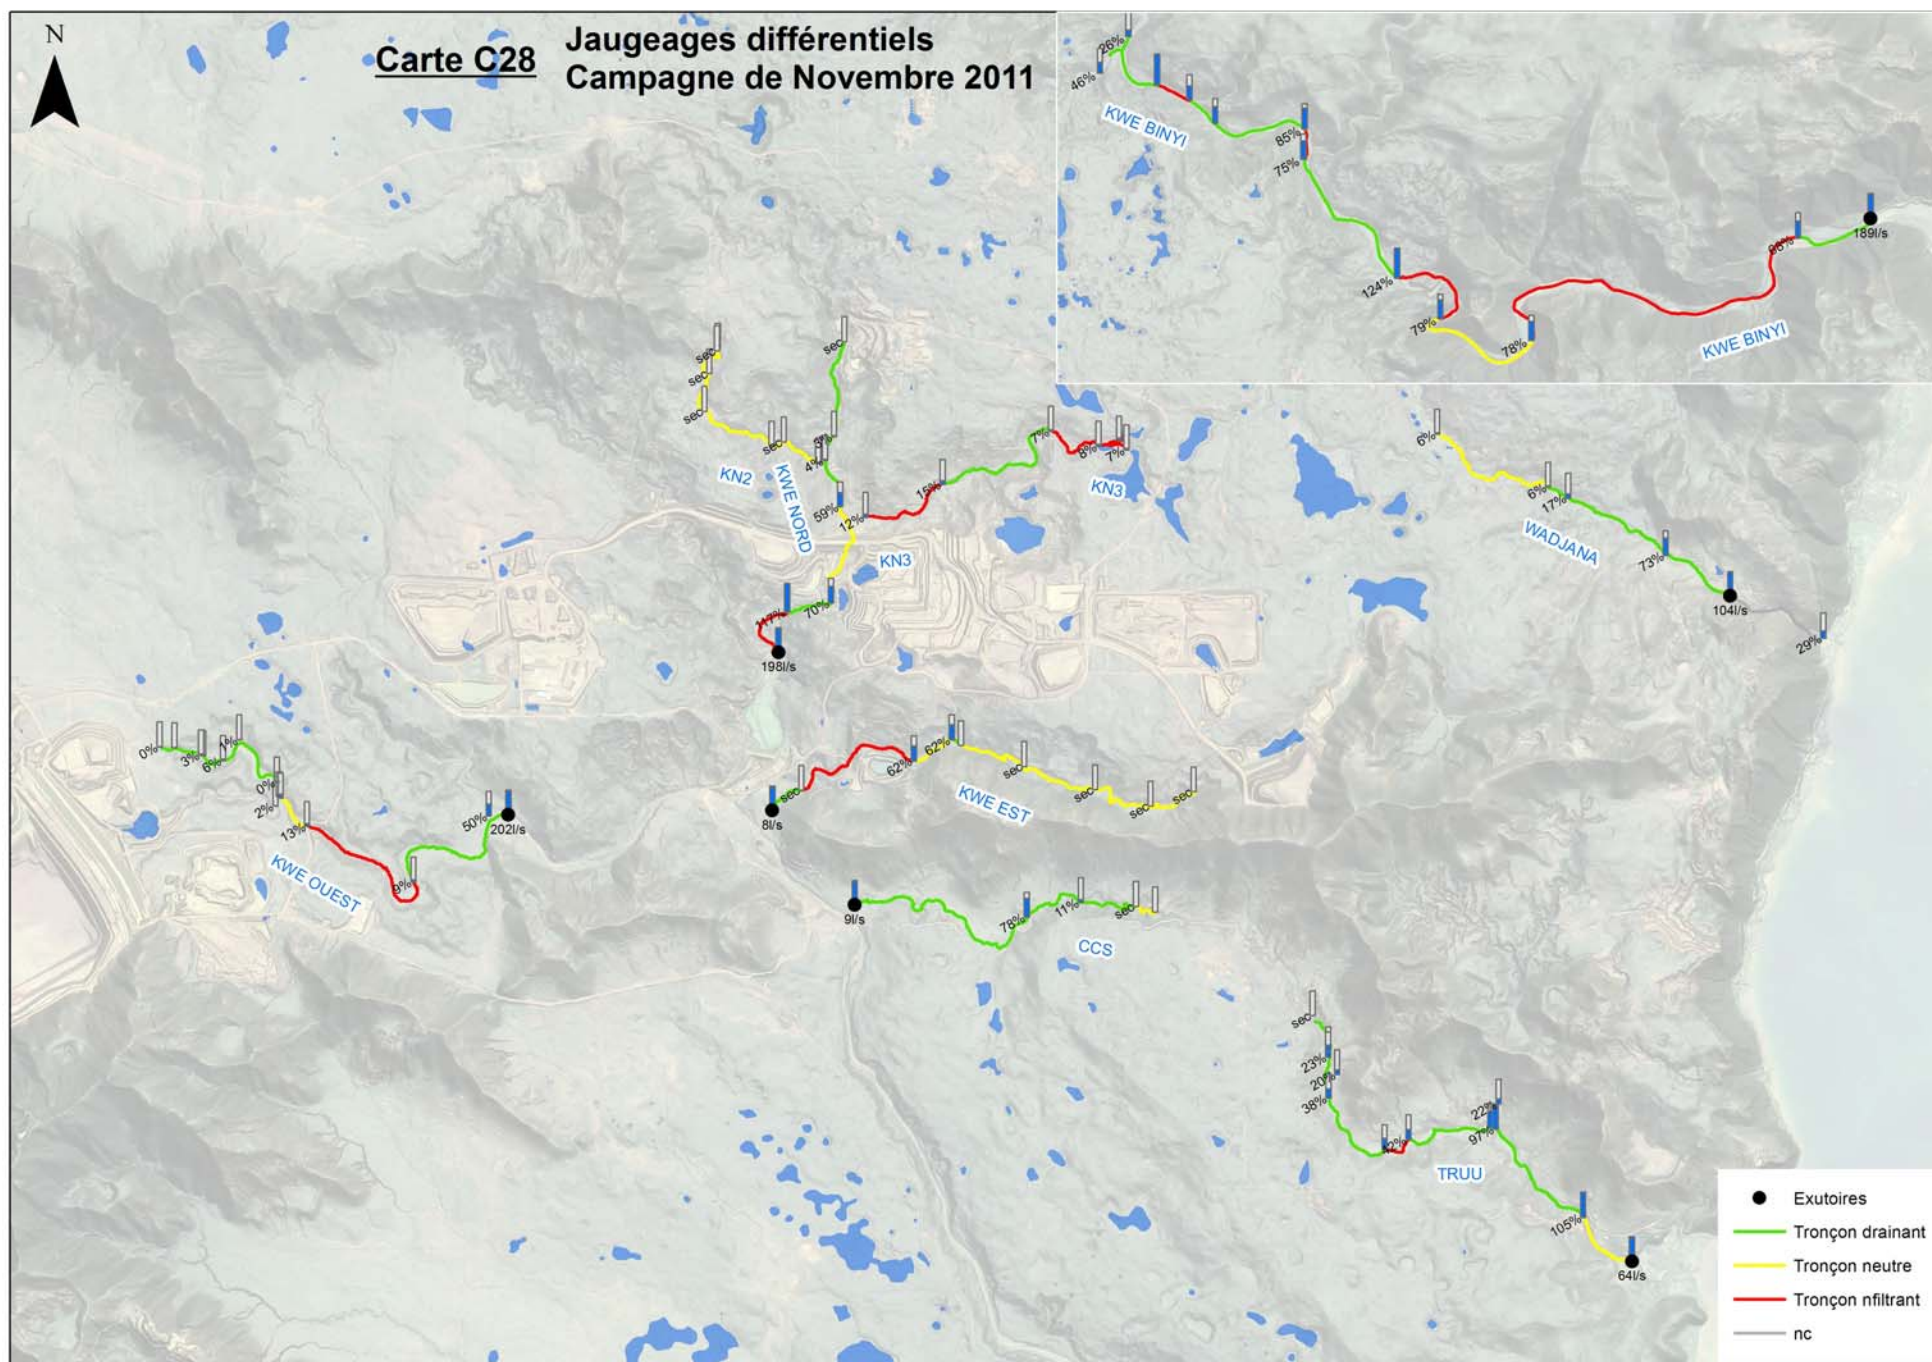 N
Carte C28
Jaugeages différentiels
Campagne de Novembre 2011
26%
46%
KWE BINYI
85%
75%
124%
79%
78%
KWE BINYI
189l/s
sec
sec
sec
sec
sec
3%
4%
KN2
KWE NORD
59%
12%
15%
7%
8%
7%
KN3
KN3
70%
117%
198l/s
6%
6%
17%
WADJANA
73%
104l/s
29%
0%
3%
6%
1%
0%
2%
13%
KWE OUEST
9%
50%
202l/s
8l/s
sec
62%
62%
KWE EST
sec
sec
sec
sec
9l/s
78%
11%
sec
CCS
sec
23%
20%
38%
22%
97%
TRUU
105%
64l/s
Exutoires
Tronçon drainant
Tronçon neutre
Tronçon nfiltrant
nc